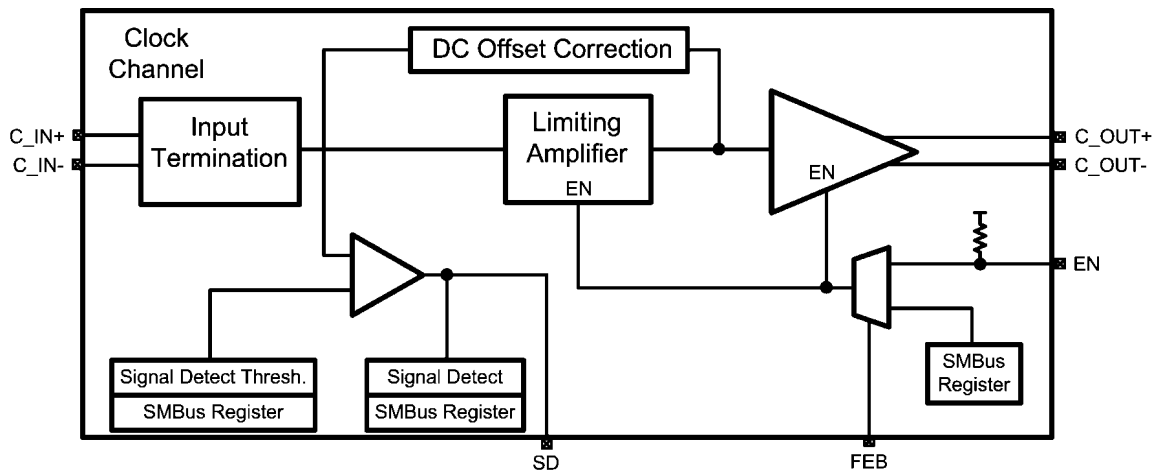 Clock
Channel
DC Offset Correction
C_IN+
C_IN-
Input
Termination
Limiting
Amplifier
EN
EN
C_OUT+
C_OUT-
EN
Signal Detect Thresh.
SMBus Register
Signal Detect
SMBus Register
SMBus
Register
SD
FEB